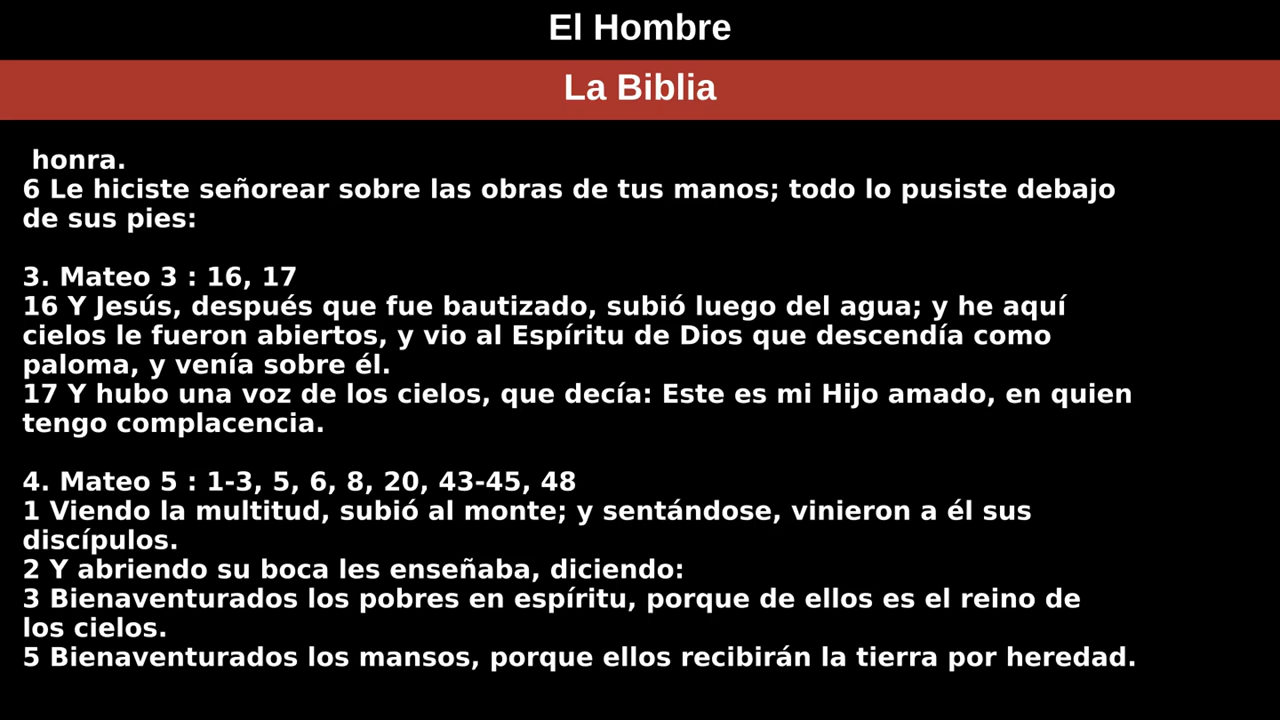 El Hombre
La Biblia
honra.
6 Le hiciste señorear sobre las obras de tus manos; todo lo pusiste debajo
de sus pies:
3. Mateo 3 : 16, 17
16 Y Jesús, después que fue bautizado, subió luego del agua; y he aquí
cielos le fueron abiertos, y vio al Espíritu de Dios que descendía como
paloma, y venía sobre él.
17 Y hubo una voz de los cielos, que decía: Este es mi Hijo amado, en quien
tengo complacencia.
4. Mateo 5 : 1-3, 5, 6, 8, 20, 43-45, 48
1 Viendo la multitud, subió al monte; y sentándose, vinieron a él sus
discípulos.
2 Y abriendo su boca les enseñaba, diciendo:
3 Bienaventurados los pobres en espíritu, porque de ellos es el reino de
los cielos.
5 Bienaventurados los mansos, porque ellos recibirán la tierra por heredad.